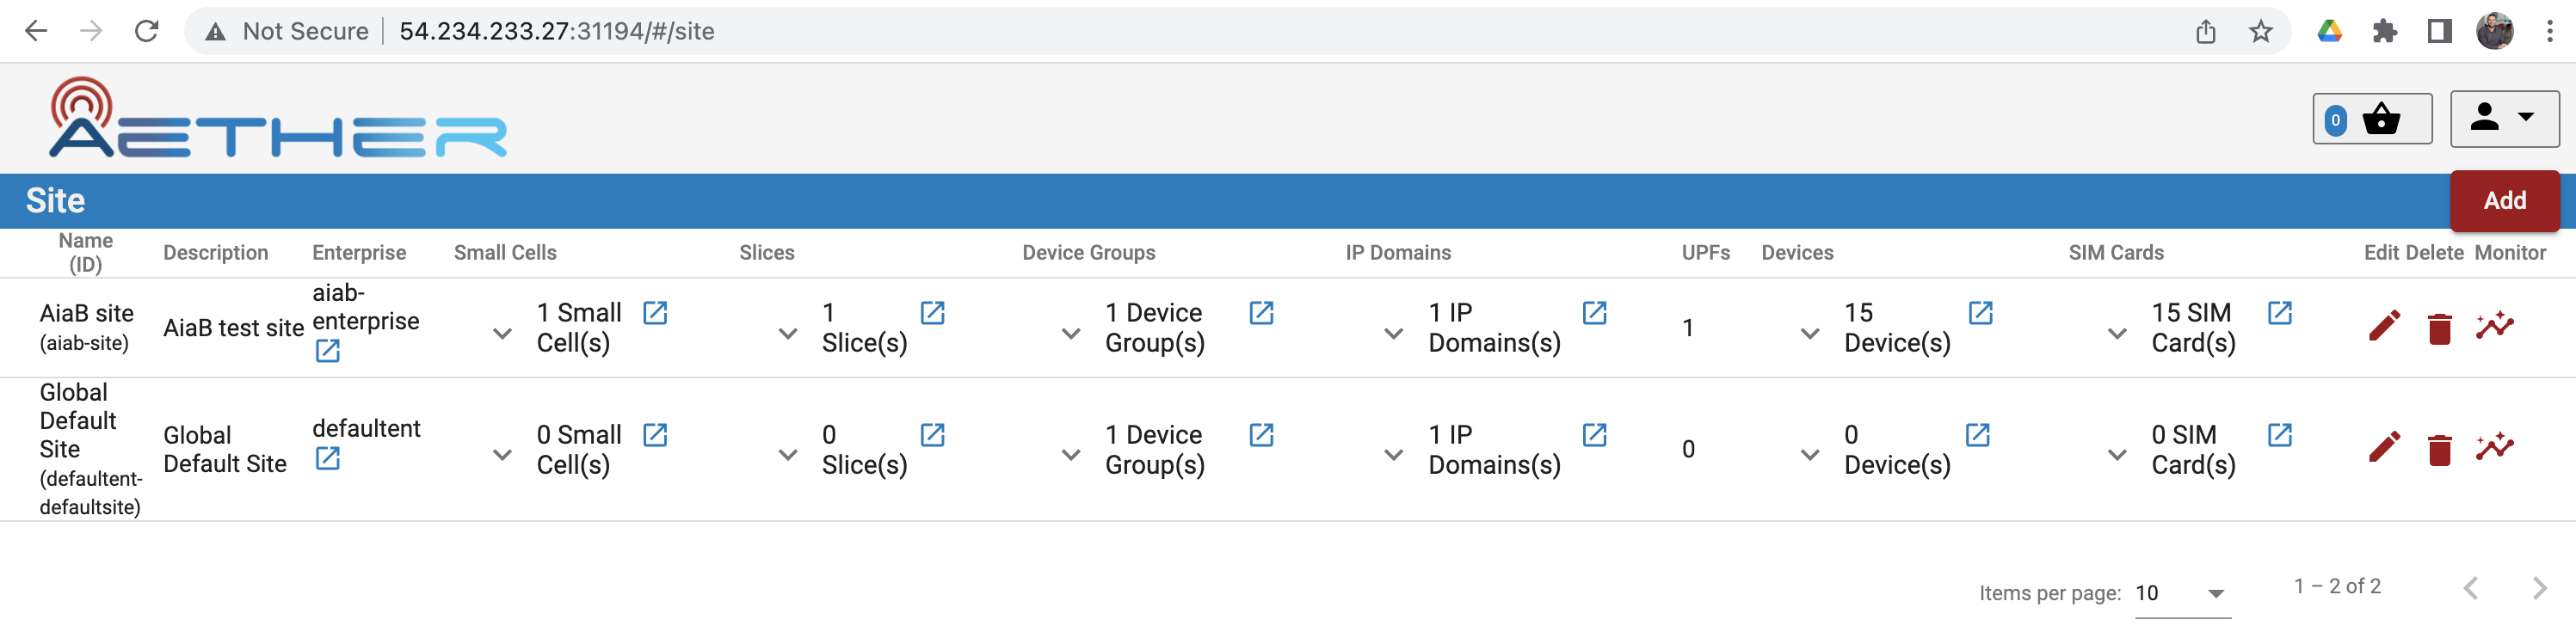 Not Secure 54.234.233.27:31194/#/site
AETHER
0
Site
Add
Name (ID) Description Enterprise Small Cells Slices Device Groups IP Domains UPFs Devices SIM Cards Edit Delete Monitor
AiaB site (aiab-site) AiaB test site aiab-enterprise 1 Small Cell(s) 1 Slice(s) 1 Device Group(s) 1 IP Domains(s) 1 15 Device(s) 15 SIM Card(s)
Global Default Site (defaultent-defaultsite) Global Default Site defaultent 0 Small Cell(s) 0 Slice(s) 1 Device Group(s) 1 IP Domains(s) 0 0 Device(s) 0 SIM Card(s)
Items per page: 10 1 – 2 of 2